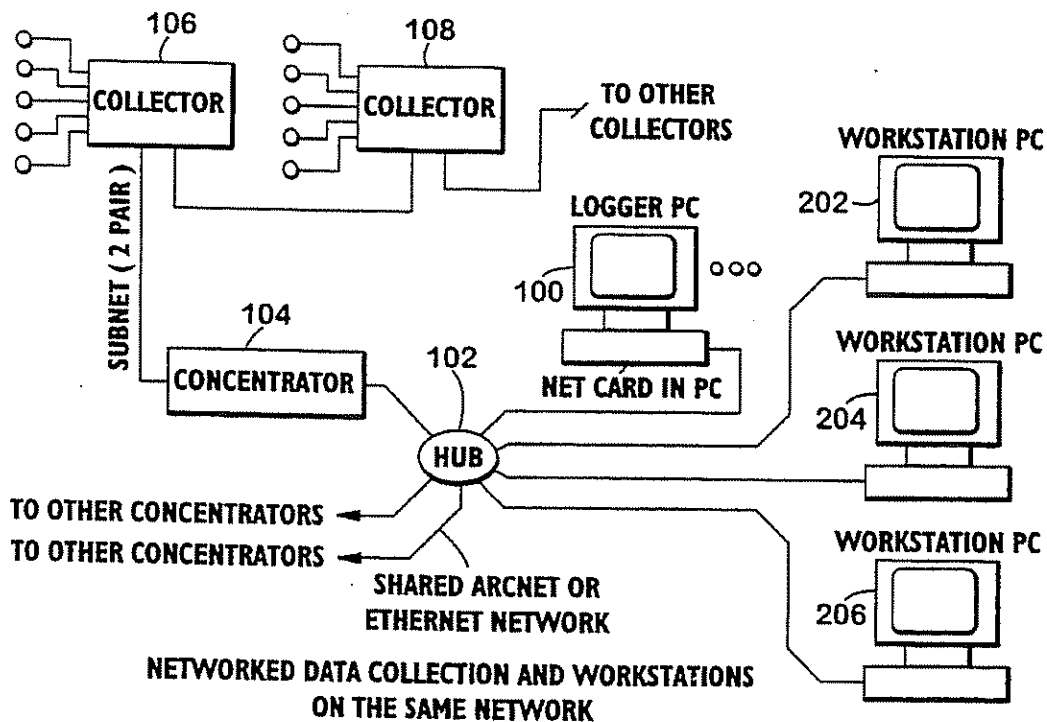 106
COLLECTOR
108
COLLECTOR
TO OTHER
COLLECTORS
SUBNET ( 2 PAIR )
LOGGER PC
100
NET CARD IN PC
WORKSTATION PC
202
104
CONCENTRATOR
102
HUB
WORKSTATION PC
204
TO OTHER CONCENTRATORS
TO OTHER CONCENTRATORS
SHARED ARCNET OR
ETHERNET NETWORK
WORKSTATION PC
206
NETWORKED DATA COLLECTION AND WORKSTATIONS
ON THE SAME NETWORK